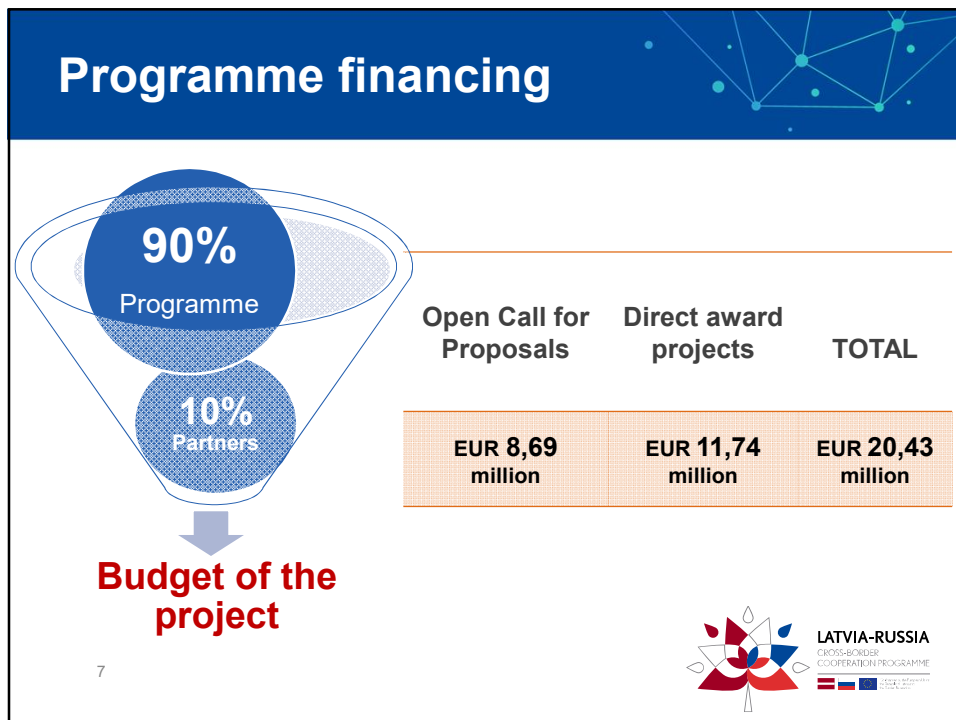 Programme financing
90%
Programme
10%
Partners
Budget of the
project
Open Call for
Proposals
Direct award
projects
TOTAL
EUR 8,69
million
EUR 11,74
million
EUR 20,43
million
7
LATVIA-RUSSIA
CROSS-BORDER
COOPERATION PROGRAMME